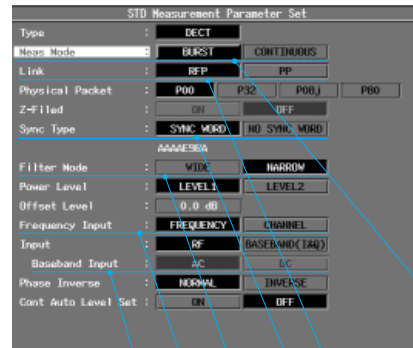 STD Measurement Parameter Set
Type : DECT
Meas Mode : BURST CONTINUOUS
Link : RFP PP
Physical Packet : P00 P32 P08j P80
Z-Filed : ON OFF
Sync Type : SYNC WORD NO SYNC WORD
AAAAE98A
Filter Mode : WIDE NARROW
Power Level : LEVEL1 LEVEL2
Offset Level : 0.0 dB
Frequency Input : FREQUENCY CHANNEL
Input : RF BASEBAND(I&Q)
Baseband Input : AC DC
Phase Inverse : NORMAL INVERSE
Cont Auto Level Set : ON OFF